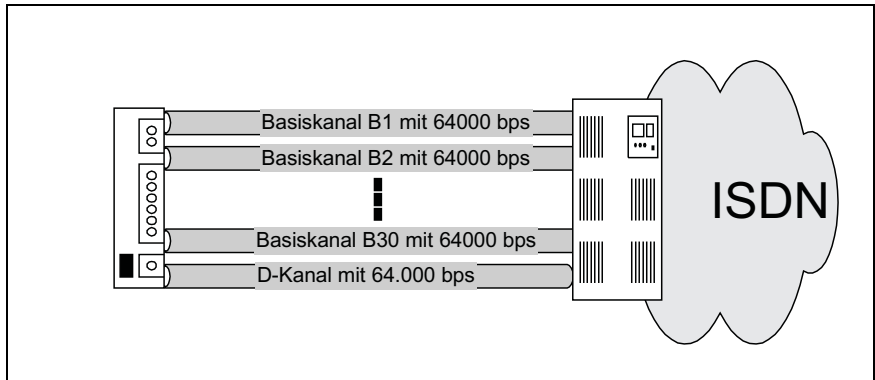 Basiskanal B1 mit 64000 bps
Basiskanal B2 mit 64000 bps
ISDN
Basiskanal B30 mit 64000 bps
D-Kanal mit 64.000 bps